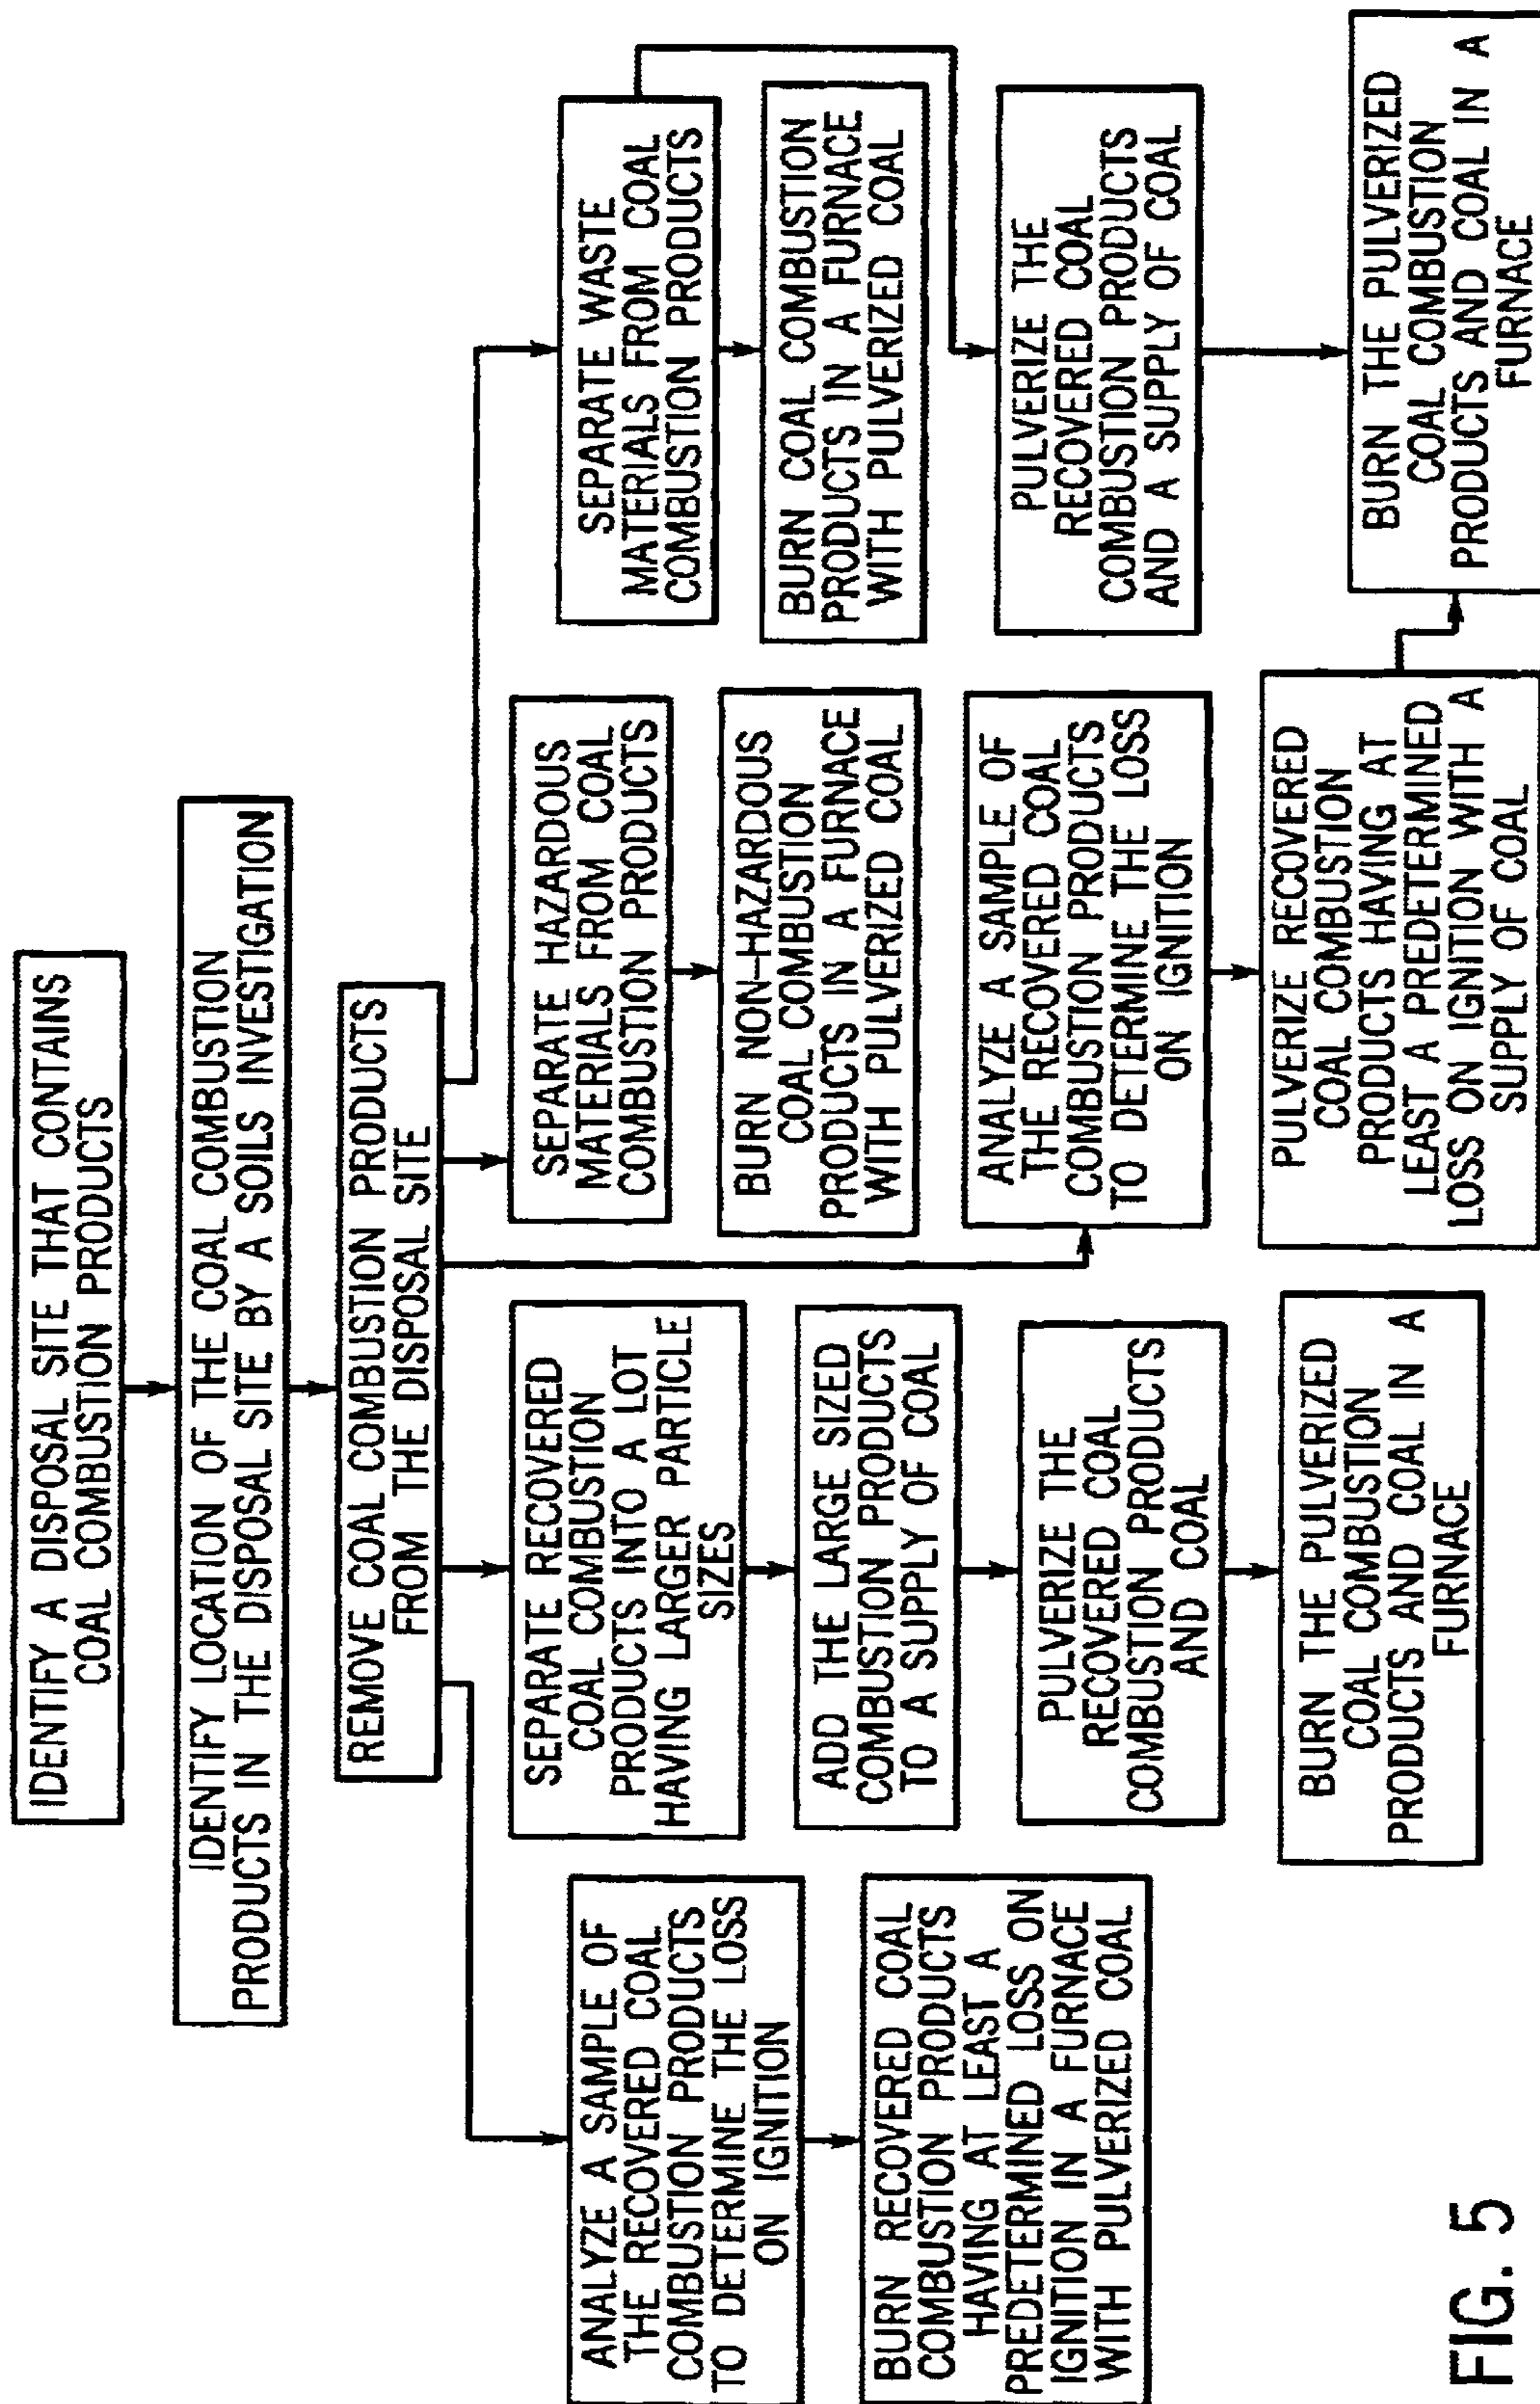 IDENTIFY A DISPOSAL SITE THAT CONTAINS
COAL COMBUSTION PRODUCTS
IDENTIFY LOCATION OF THE COAL COMBUSTION
PRODUCTS IN THE DISPOSAL SITE BY A SOILS INVESTIGATION
REMOVE COAL COMBUSTION PRODUCTS
FROM THE DISPOSAL SITE
ANALYZE A SAMPLE OF
THE RECOVERED COAL
COMBUSTION PRODUCTS
TO DETERMINE THE LOSS
ON IGNITION
BURN RECOVERED COAL
COMBUSTION PRODUCTS
HAVING AT LEAST A
PREDETERMINED LOSS ON
IGNITION IN A FURNACE
WITH PULVERIZED COAL
SEPARATE RECOVERED
COAL COMBUSTION
PRODUCTS INTO A LOT
HAVING LARGER PARTICLE
SIZES
ADD THE LARGE SIZED
COMBUSTION PRODUCTS
TO A SUPPLY OF COAL
PULVERIZE THE
RECOVERED COAL
COMBUSTION PRODUCTS
AND COAL
BURN THE PULVERIZED
COAL COMBUSTION
PRODUCTS AND COAL IN A
FURNACE
SEPARATE HAZARDOUS
MATERIALS FROM COAL
COMBUSTION PRODUCTS
BURN NON-HAZARDOUS
COAL COMBUSTION
PRODUCTS IN A FURNACE
WITH PULVERIZED COAL
ANALYZE A SAMPLE OF
THE RECOVERED COAL
COMBUSTION PRODUCTS
TO DETERMINE THE LOSS
ON IGNITION
PULVERIZE RECOVERED
COAL COMBUSTION
PRODUCTS HAVING AT
LEAST A PREDETERMINED
LOSS ON IGNITION WITH A
SUPPLY OF COAL
SEPARATE WASTE
MATERIALS FROM COAL
COMBUSTION PRODUCTS
BURN COAL COMBUSTION
PRODUCTS IN A FURNACE
WITH PULVERIZED COAL
PULVERIZE THE
RECOVERED COAL
COMBUSTION PRODUCTS
AND A SUPPLY OF COAL
BURN THE PULVERIZED
COAL COMBUSTION
PRODUCTS AND COAL IN A
FURNACE
FIG. 5